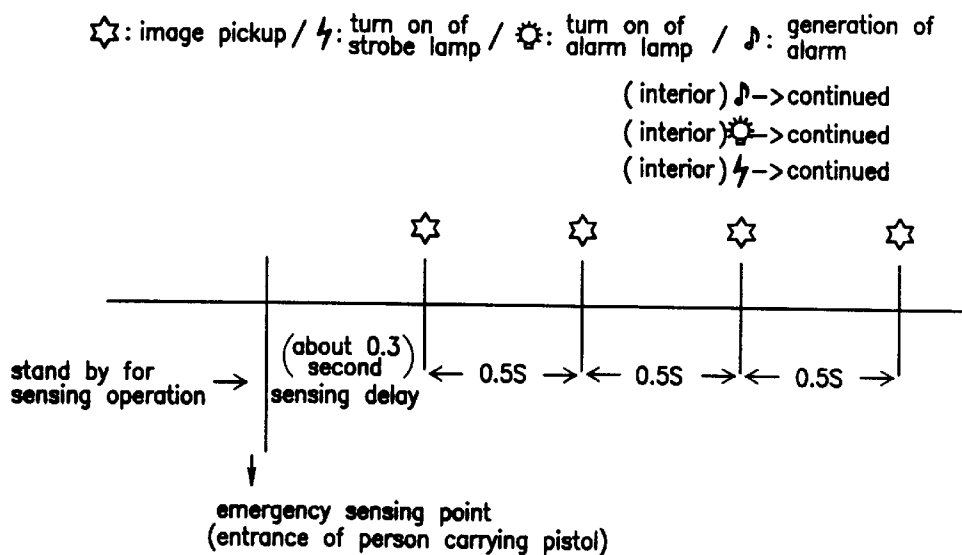 : image pickup / : turn on of strobe lamp / : turn on of alarm lamp / : generation of alarm
(interior) -> continued
(interior) -> continued
(interior) -> continued
(about 0.3 second)
sensing delay
0.5S 0.5S 0.5S
stand by for
sensing operation
emergency sensing point
(entrance of person carrying pistol)